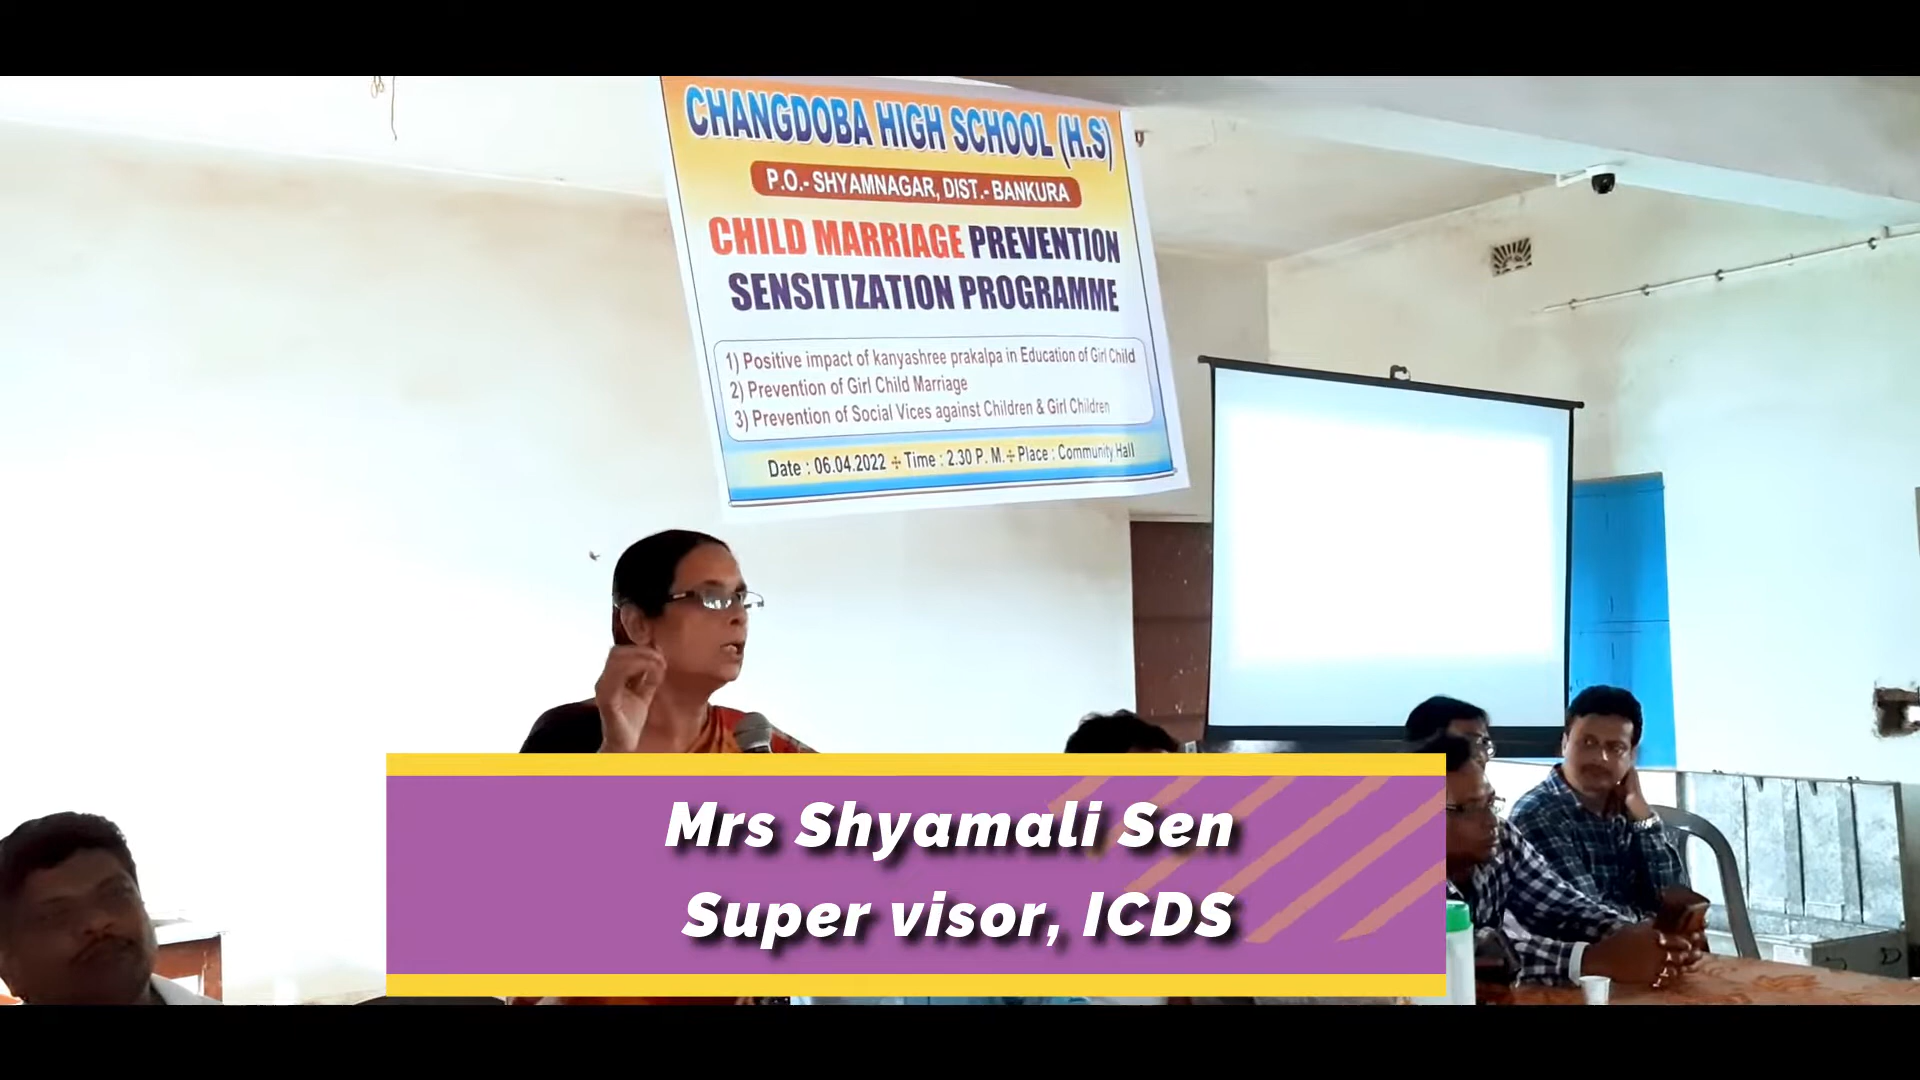 CHANGDOBA HIGH SCHOOL (H.S)
P.O.- SHYAMNAGAR, DIST.- BANKURA
CHILD MARRIAGE PREVENTION
SENSITIZATION PROGRAMME
1) Positive impact of kanyashree prakalpa in Education of Girl Child
2) Prevention of Girl Child Marriage
3) Prevention of Social Vices against Children & Girl Children
Date : 06.04.2022 ÷ Time : 2.30 P. M. ÷ Place : Community Hall
Mrs Shyamali Sen
Super visor, ICDS